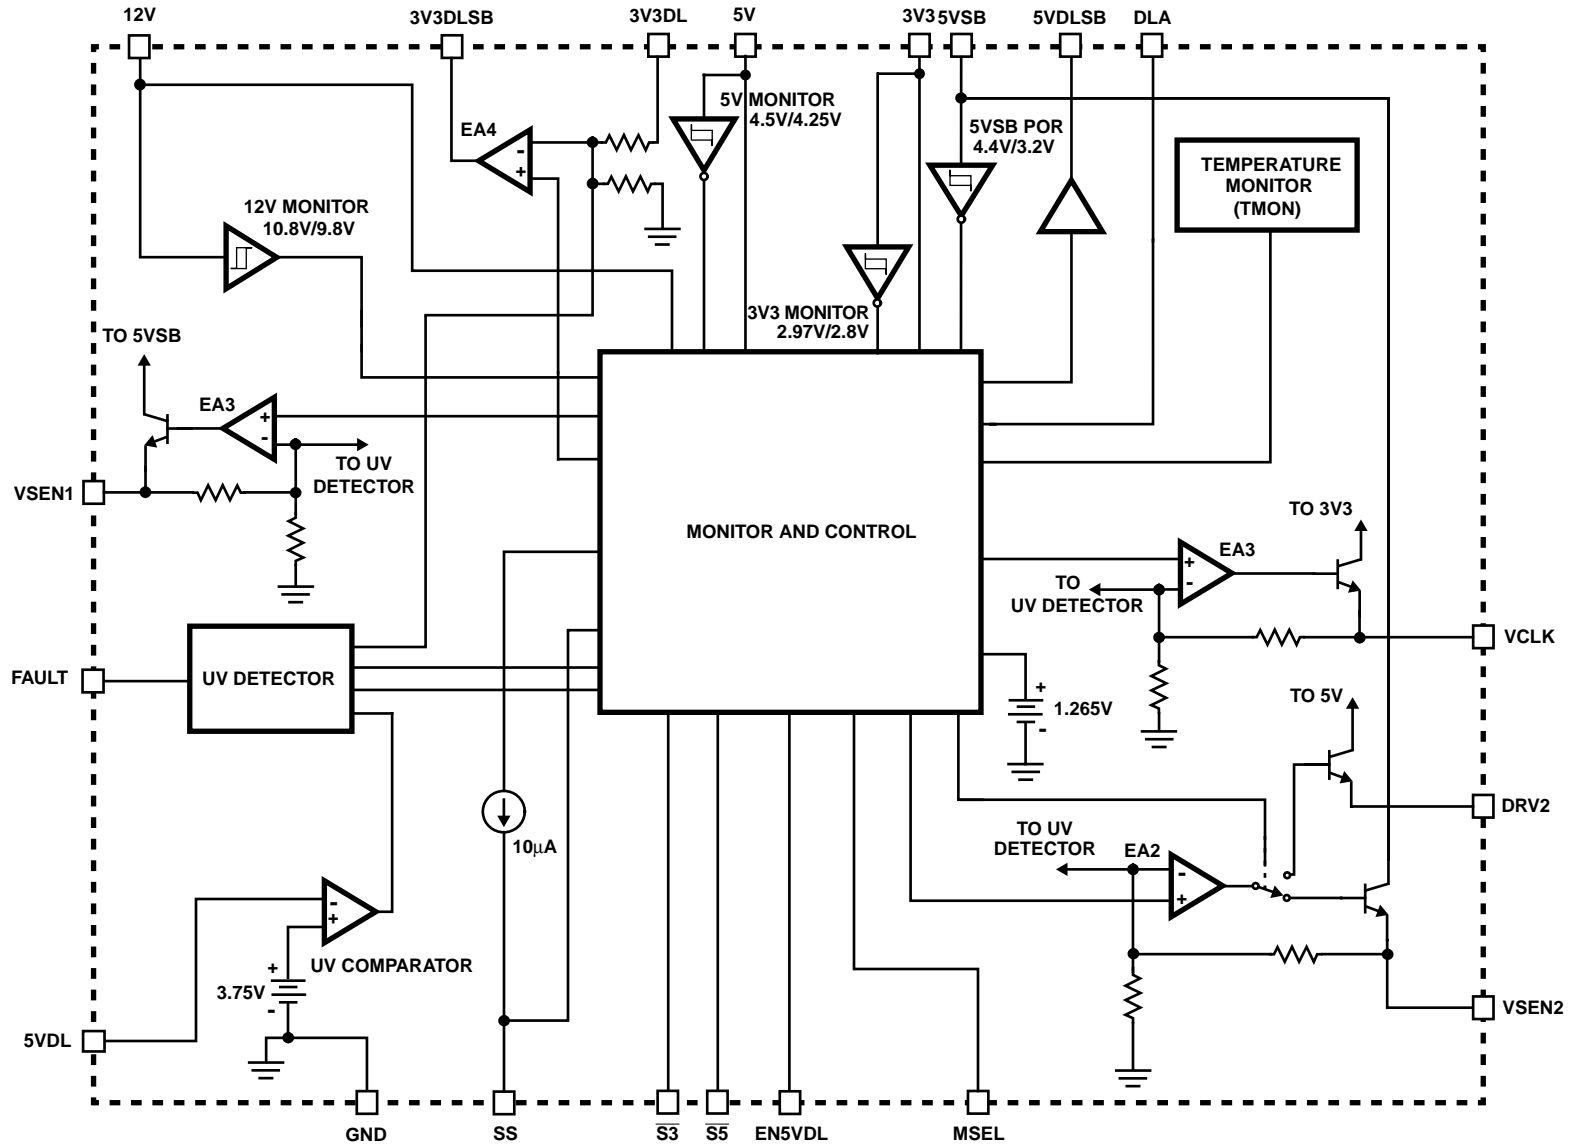 12V
3V3DLSB
3V3DL
5V
3V3
5VSB
5VDLSB
DLA
5V MONITOR
4.5V/4.25V
EA4
-
+
5VSB POR
4.4V/3.2V
TEMPERATURE
MONITOR
(TMON)
12V MONITOR
10.8V/9.8V
3V3 MONITOR
2.97V/2.8V
TO 5VSB
EA3
+
-
TO UV
DETECTOR
VSEN1
MONITOR AND CONTROL
TO 3V3
EA3
+
-
TO
UV DETECTOR
VCLK
FAULT
UV DETECTOR
+
1.265V
-
TO 5V
DRV2
10μA
TO UV
DETECTOR
EA2
-
+
-
+
UV COMPARATOR
+
3.75V
-
VSEN2
5VDL
GND
SS
S3
S5
EN5VDL
MSEL